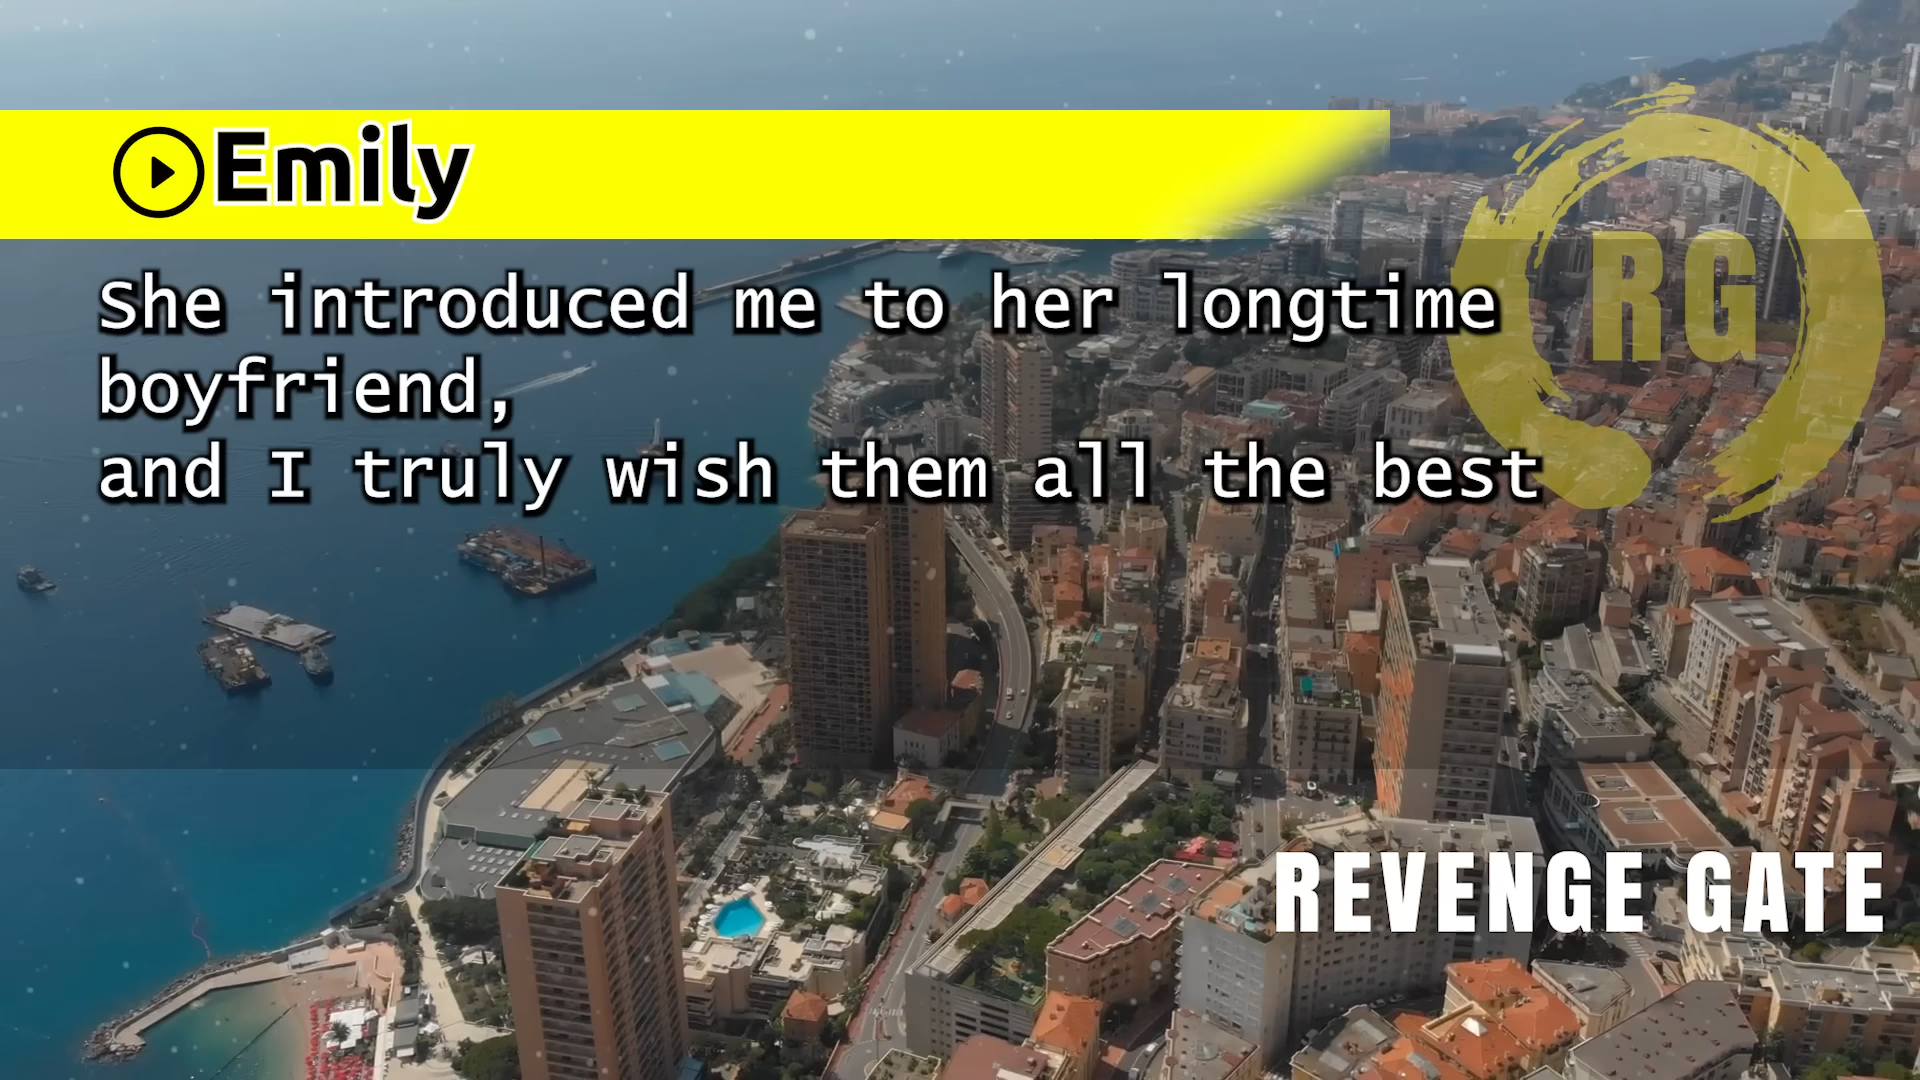 Emily
She introduced me to her longtime
boyfriend,
and I truly wish them all the best
RG
REVENGE GATE